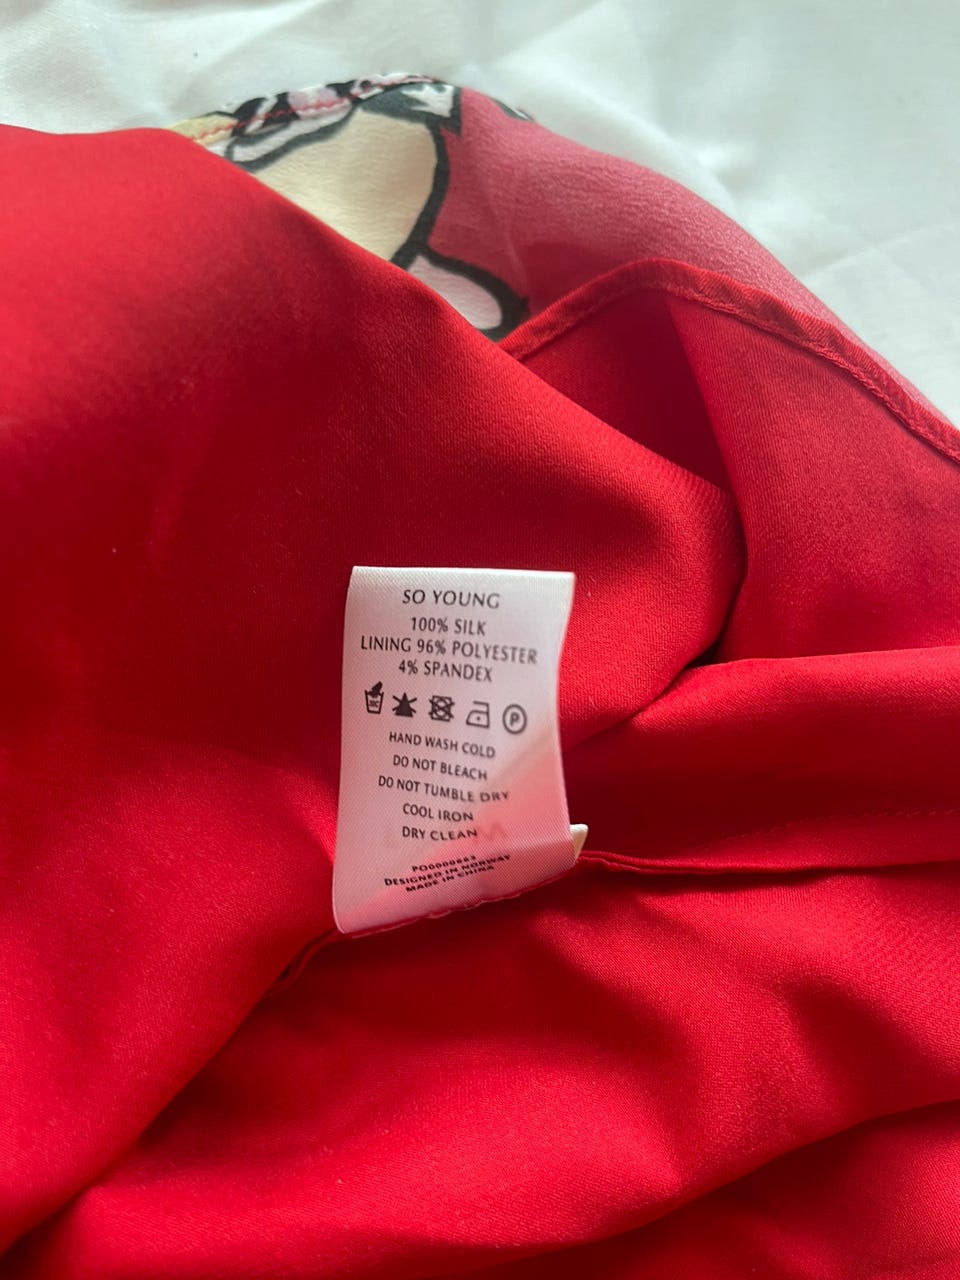 SO YOUNG
100% SILK
LINING 96% POLYESTER
4% SPANDEX
P
HAND WASH COLD
DO NOT BLEACH
DO NOT TUMBLE DRY
COOL IRON
DRY CLEAN
PO0000663
DESIGNED IN NORWAY
MADE IN CHINA